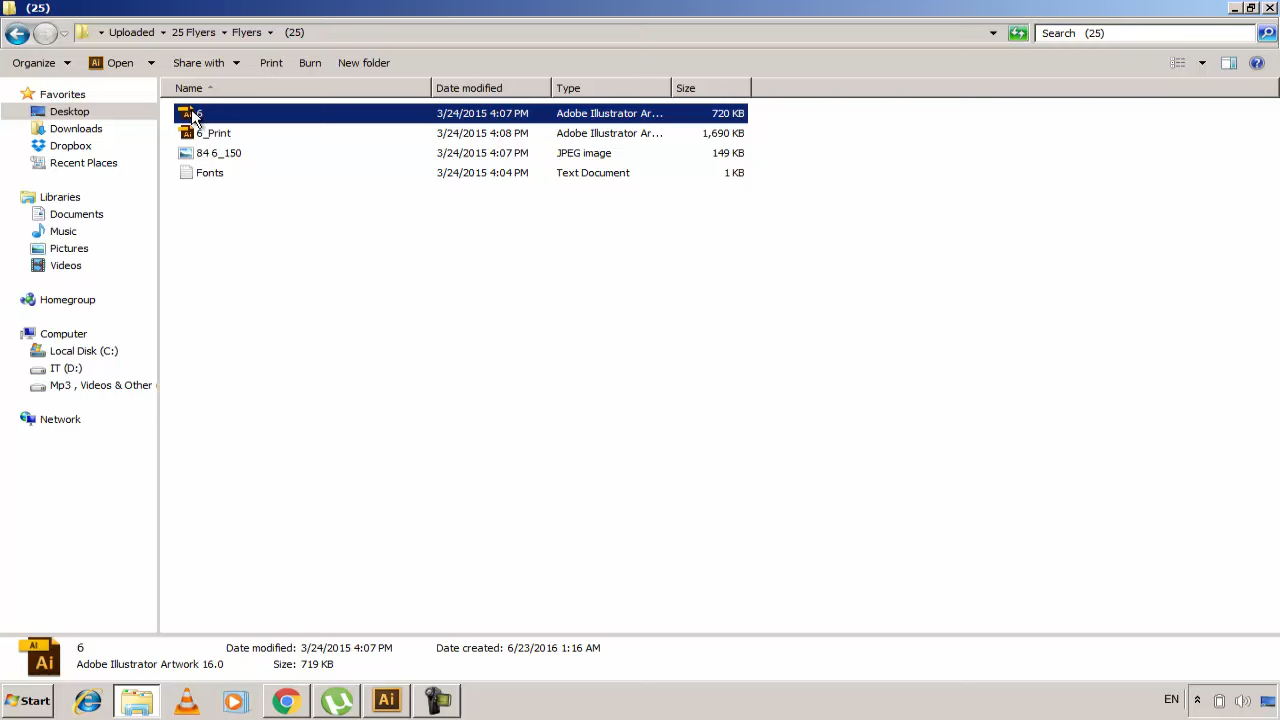 (25)
Uploaded 25 Flyers Flyers (25)
Search (25)
Organize Open Share with Print Burn New folder
Name Date modified Type Size
6 3/24/2015 4:07 PM Adobe Illustrator Ar... 720 KB
6_Print 3/24/2015 4:08 PM Adobe Illustrator Ar... 1,690 KB
84 6_150 3/24/2015 4:07 PM JPEG image 149 KB
Fonts 3/24/2015 4:04 PM Text Document 1 KB
Favorites
Desktop
Downloads
Dropbox
Recent Places
Libraries
Documents
Music
Pictures
Videos
Homegroup
Computer
Local Disk (C:)
IT (D:)
Mp3 , Videos & Other
Network
6 Date modified: 3/24/2015 4:07 PM Date created: 6/23/2016 1:16 AM
Adobe Illustrator Artwork 16.0 Size: 719 KB
Start EN